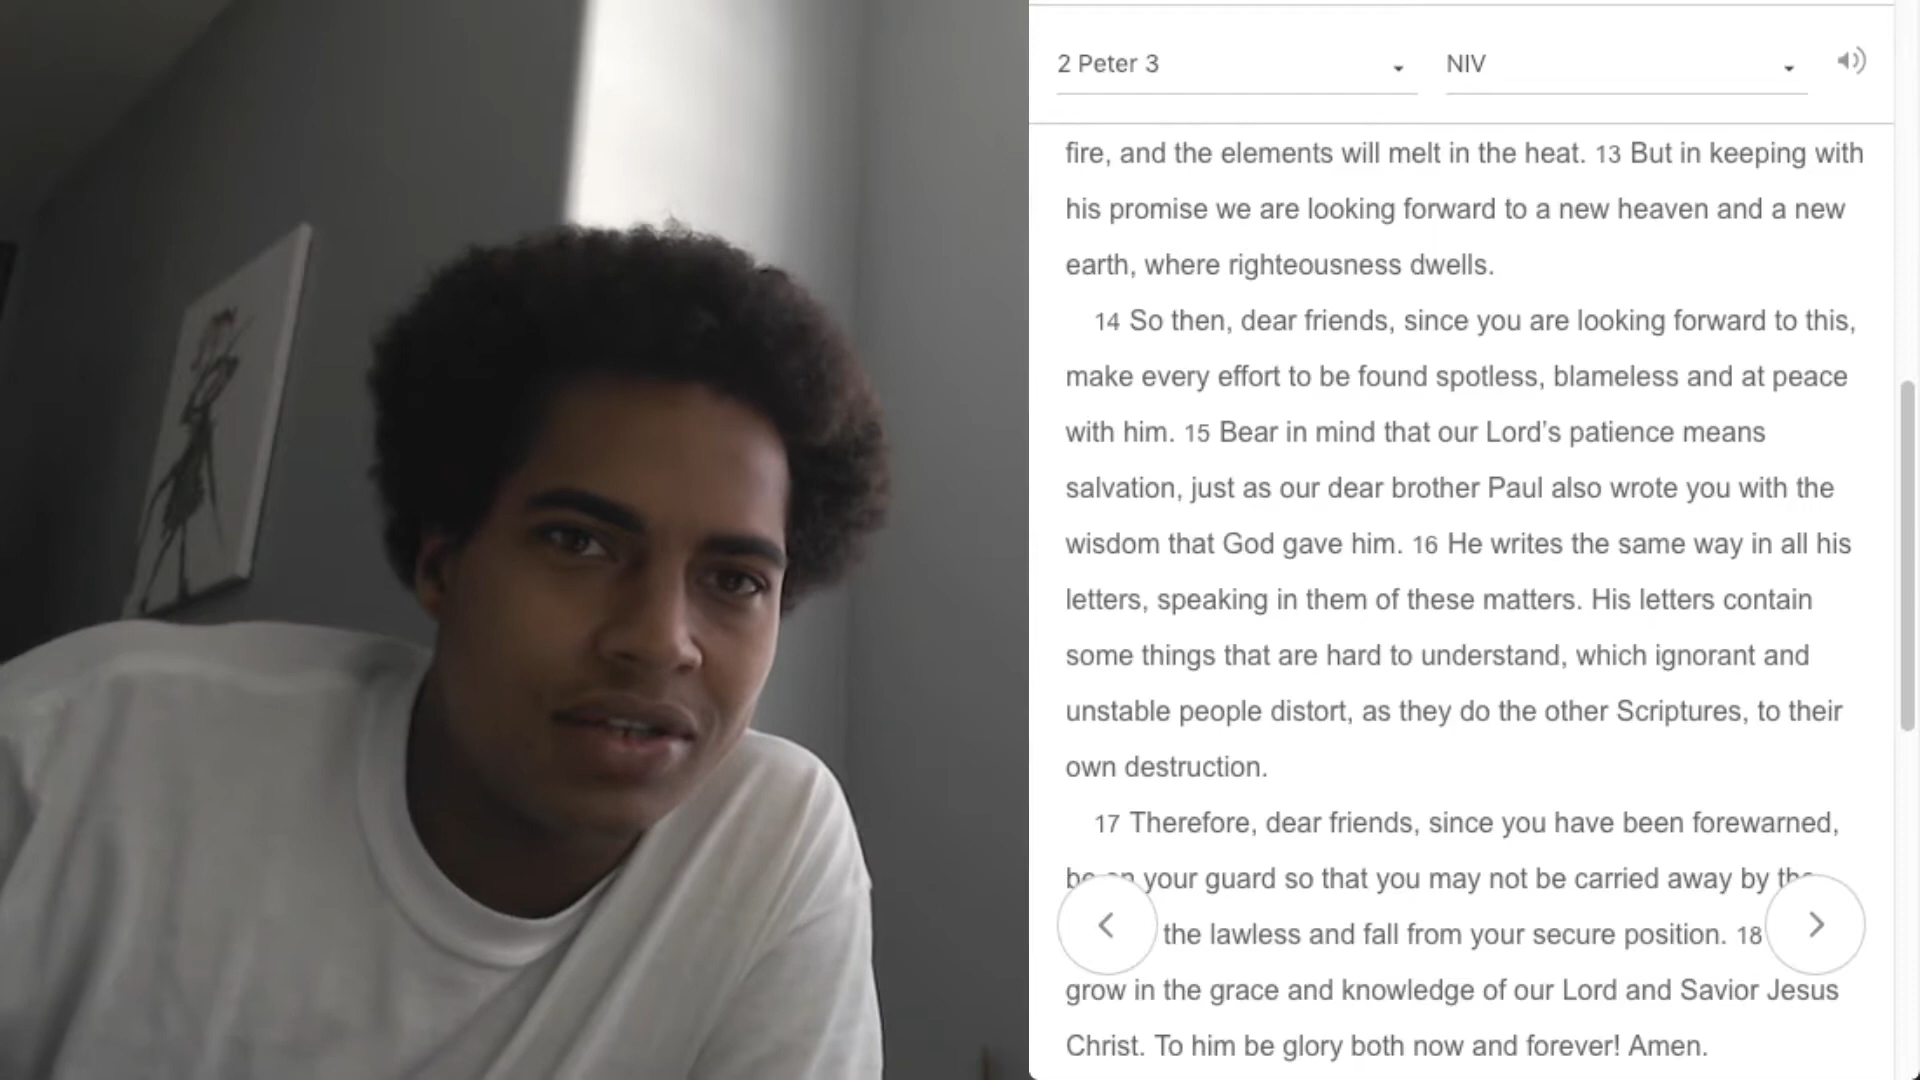 2 Peter 3
NIV
fire, and the elements will melt in the heat. 13 But in keeping with
his promise we are looking forward to a new heaven and a new
earth, where righteousness dwells.
14 So then, dear friends, since you are looking forward to this,
make every effort to be found spotless, blameless and at peace
with him. 15 Bear in mind that our Lord’s patience means
salvation, just as our dear brother Paul also wrote you with the
wisdom that God gave him. 16 He writes the same way in all his
letters, speaking in them of these matters. His letters contain
some things that are hard to understand, which ignorant and
unstable people distort, as they do the other Scriptures, to their
own destruction.
17 Therefore, dear friends, since you have been forewarned,
be on your guard so that you may not be carried away by the
the lawless and fall from your secure position. 18
grow in the grace and knowledge of our Lord and Savior Jesus
Christ. To him be glory both now and forever! Amen.